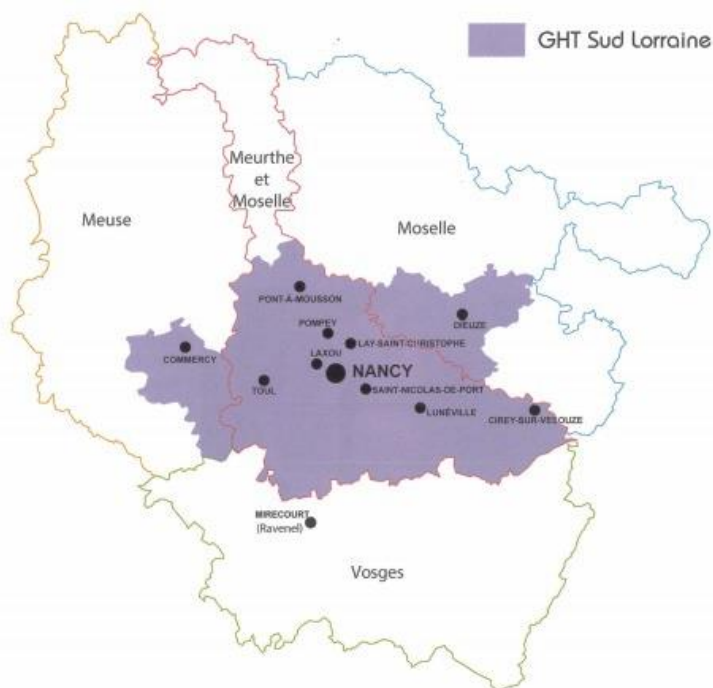 GHT Sud Lorraine
Meurthe
et
Moselle
Meuse
Moselle
PONT-À-MOUSSON
DIEUZE
POMPEY
LAY-SAINT-CHRISTOPHE
COMMERCY
LAXOU
NANCY
TOUL
SAINT-NICOLAS-DE-PORT
LUNÉVILLE
CIREY-SUR-VEZOUZE
MIRECOURT
(Ravenel)
Vosges